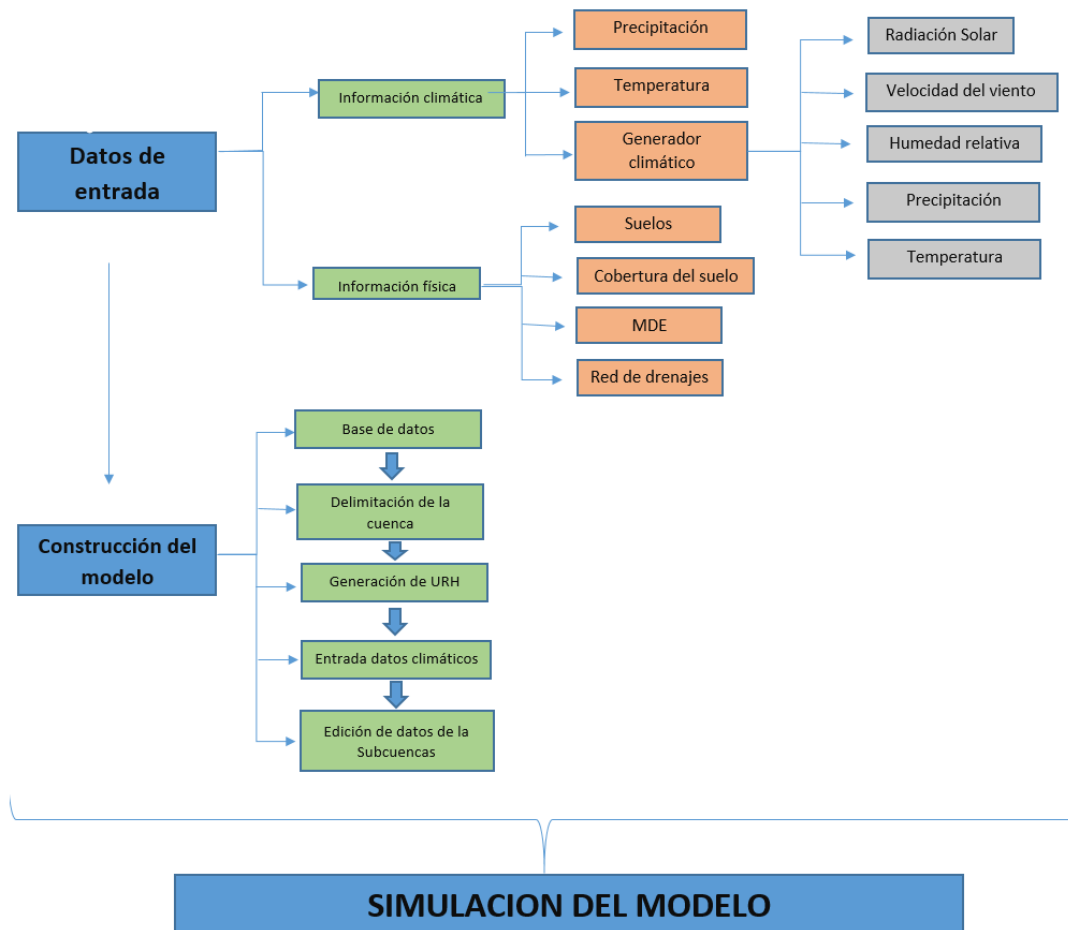 Datos de
entrada
Información climática
Precipitación
Temperatura
Generador
climático
Radiación Solar
Velocidad del viento
Humedad relativa
Precipitación
Temperatura
Información física
Suelos
Cobertura del suelo
MDE
Red de drenajes
Construcción del
modelo
Base de datos
Delimitación de la
cuenca
Generación de URH
Entrada datos climáticos
Edición de datos de la
Subcuencas
SIMULACION DEL MODELO